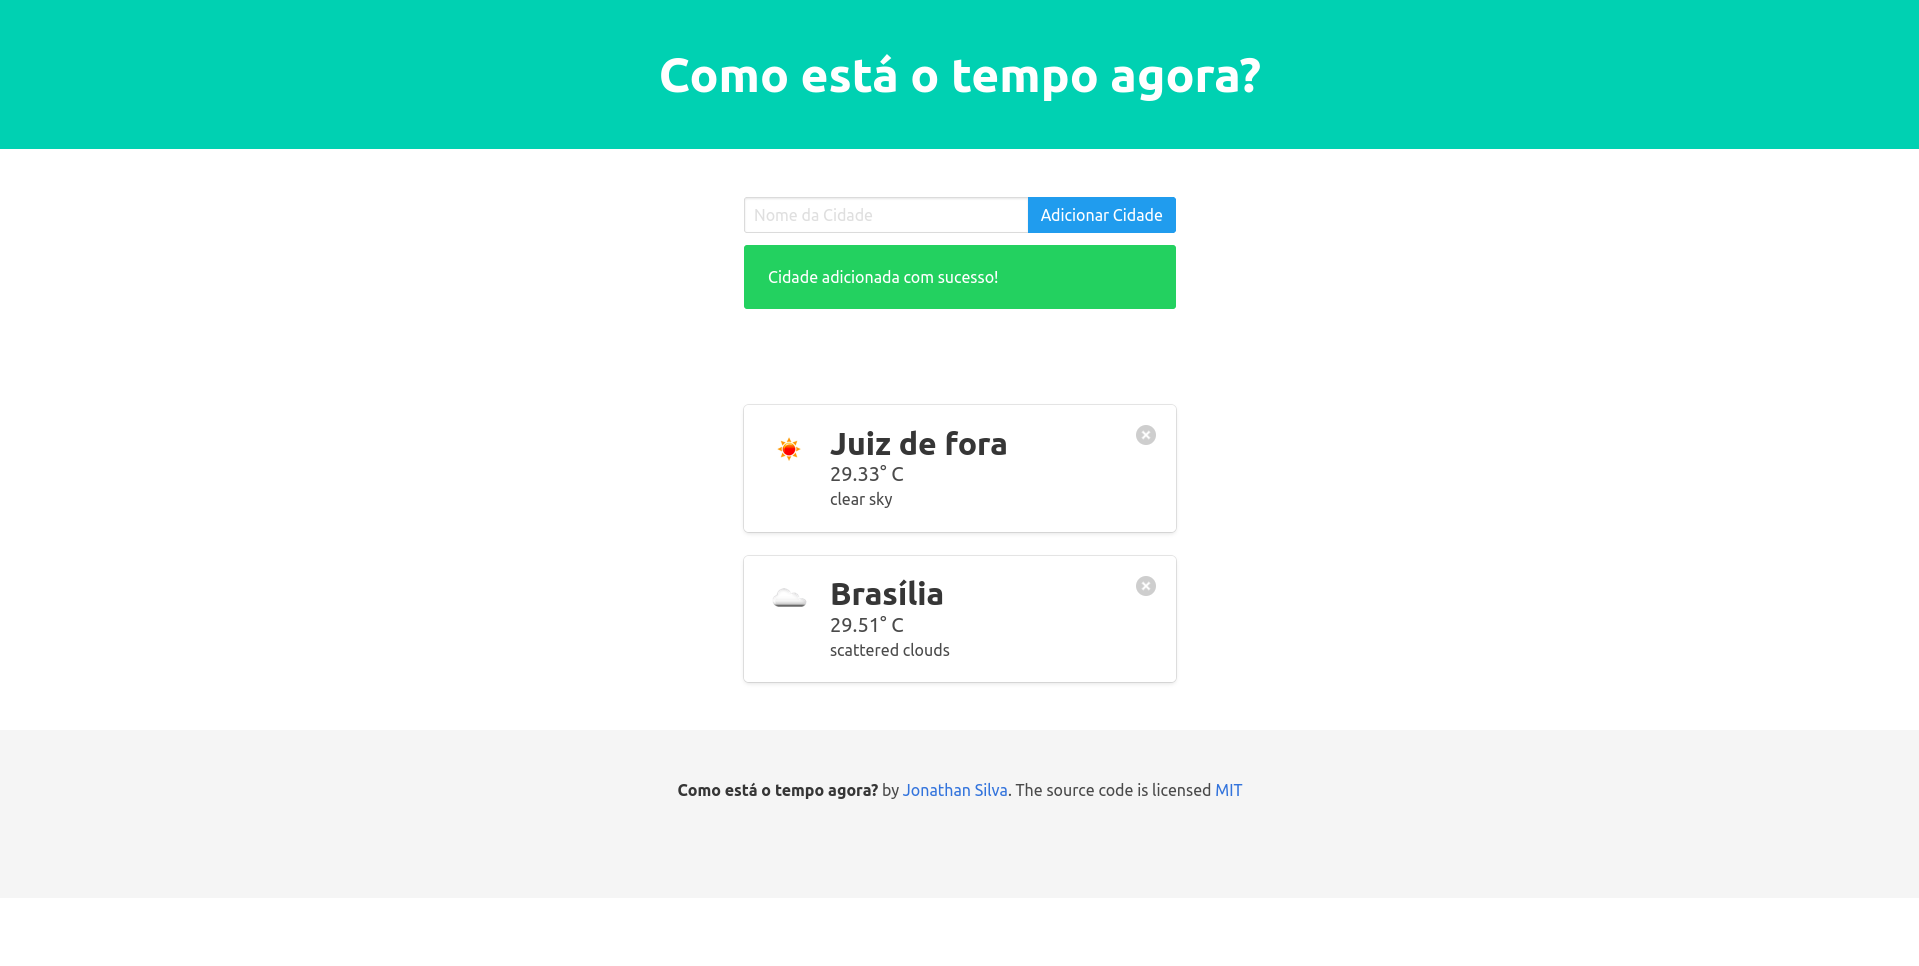 Como está o tempo agora?
Nome da Cidade
Adicionar Cidade
Cidade adicionada com sucesso!
Juiz de fora
29.33° C
clear sky
Brasília
29.51° C
scattered clouds
Como está o tempo agora? by Jonathan Silva. The source code is licensed MIT